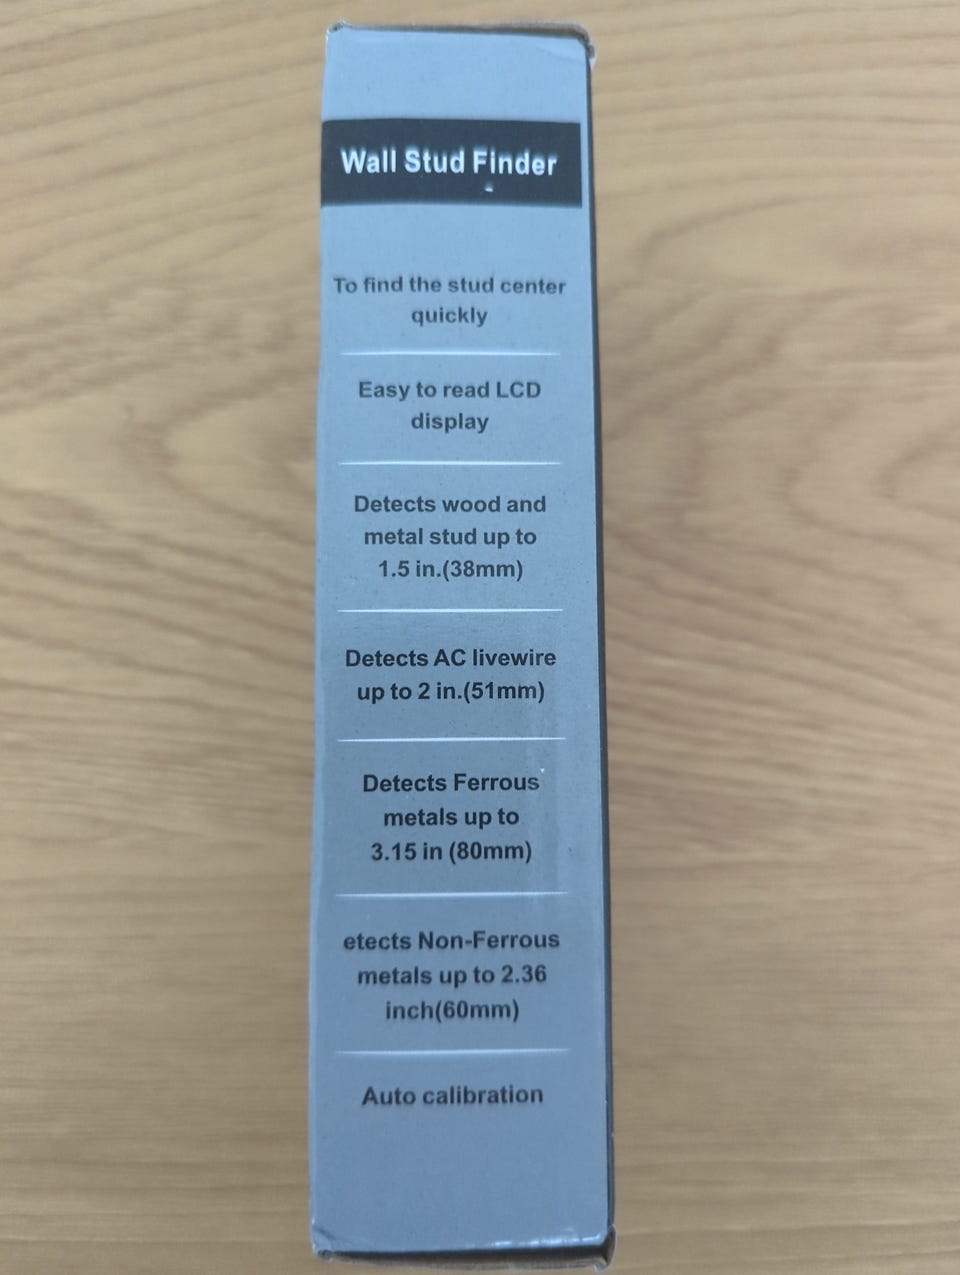 Wall Stud Finder
To find the stud center
quickly
Easy to read LCD
display
Detects wood and
metal stud up to
1.5 in.(38mm)
Detects AC livewire
up to 2 in.(51mm)
Detects Ferrous
metals up to
3.15 in (80mm)
etects Non-Ferrous
metals up to 2.36
inch(60mm)
Auto calibration